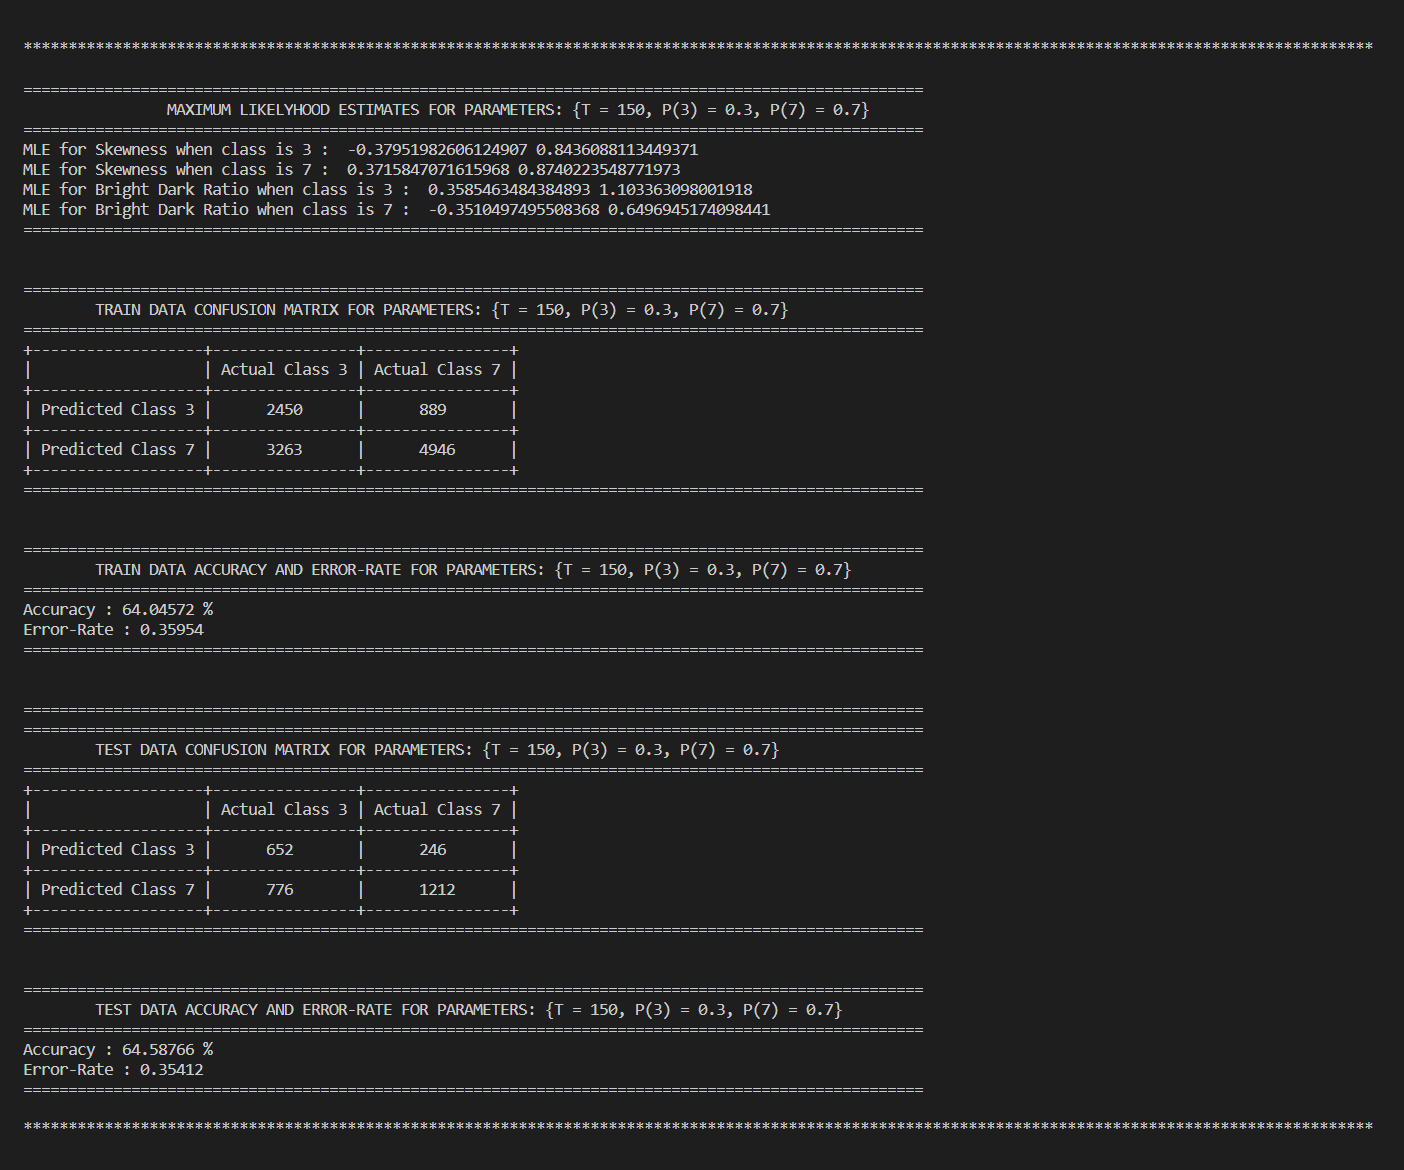 ******************************************************************************************************************************************************
====================================================================================================
                MAXIMUM LIKELYHOOD ESTIMATES FOR PARAMETERS: {T = 150, P(3) = 0.3, P(7) = 0.7}
====================================================================================================
MLE for Skewness when class is 3 :  -0.37951982606124907 0.8436088113449371
MLE for Skewness when class is 7 :  0.3715847071615968 0.8740223548771973
MLE for Bright Dark Ratio when class is 3 :  0.3585463484384893 1.103363098001918
MLE for Bright Dark Ratio when class is 7 :  -0.3510497495508368 0.6496945174098441
====================================================================================================
====================================================================================================
        TRAIN DATA CONFUSION MATRIX FOR PARAMETERS: {T = 150, P(3) = 0.3, P(7) = 0.7}
====================================================================================================
+-------------------+----------------+----------------+
|                   | Actual Class 3 | Actual Class 7 |
+-------------------+----------------+----------------+
| Predicted Class 3 |      2450      |      889       |
+-------------------+----------------+----------------+
| Predicted Class 7 |      3263      |      4946      |
+-------------------+----------------+----------------+
====================================================================================================
====================================================================================================
        TRAIN DATA ACCURACY AND ERROR-RATE FOR PARAMETERS: {T = 150, P(3) = 0.3, P(7) = 0.7}
====================================================================================================
Accuracy : 64.04572 %
Error-Rate : 0.35954
====================================================================================================
====================================================================================================
====================================================================================================
        TEST DATA CONFUSION MATRIX FOR PARAMETERS: {T = 150, P(3) = 0.3, P(7) = 0.7}
====================================================================================================
+-------------------+----------------+----------------+
|                   | Actual Class 3 | Actual Class 7 |
+-------------------+----------------+----------------+
| Predicted Class 3 |      652       |      246       |
+-------------------+----------------+----------------+
| Predicted Class 7 |      776       |      1212      |
+-------------------+----------------+----------------+
====================================================================================================
====================================================================================================
        TEST DATA ACCURACY AND ERROR-RATE FOR PARAMETERS: {T = 150, P(3) = 0.3, P(7) = 0.7}
====================================================================================================
Accuracy : 64.58766 %
Error-Rate : 0.35412
====================================================================================================
******************************************************************************************************************************************************